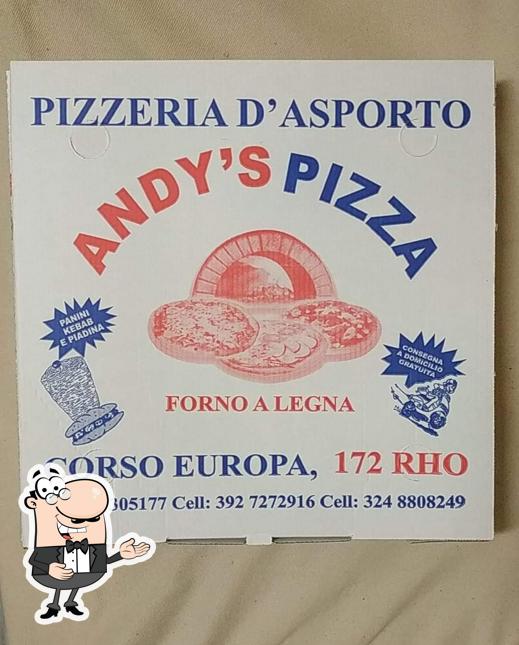 PIZZERIA D'ASPORTO
ANDY'S PIZZA
PANINI
KEBAB
E PIADINA
CONSEGNA
A DOMICILIO
GRATUITA
FORNO A LEGNA
CORSO EUROPA, 172 RHO
305177 Cell: 392 7272916 Cell: 324 8808249